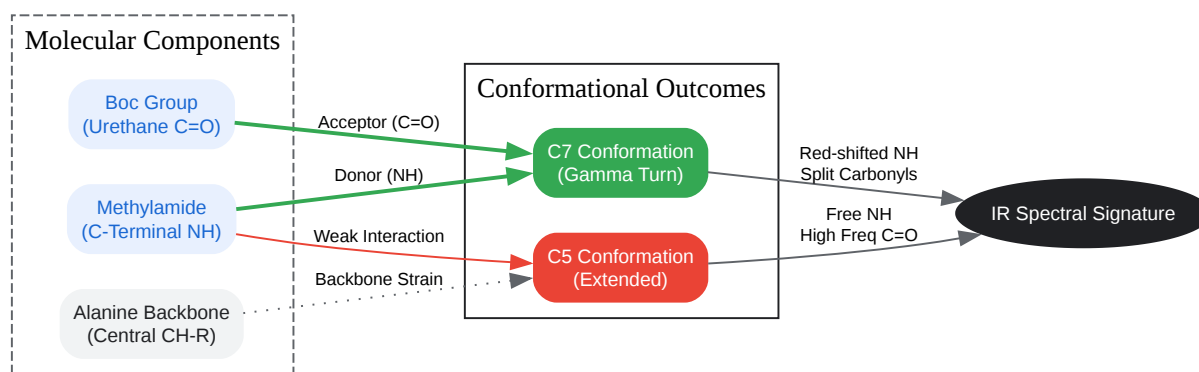 Molecular Components
Boc Group
(Urethane C=O)
Methylamide
(C-Terminal NH)
Alanine Backbone
(Central CH-R)
Acceptor (C=O)
Donor (NH)
Weak Interaction
Backbone Strain
Conformational Outcomes
C7 Conformation
(Gamma Turn)
C5 Conformation
(Extended)
Red-shifted NH
Split Carbonyls
Free NH
High Freq C=O
IR Spectral Signature